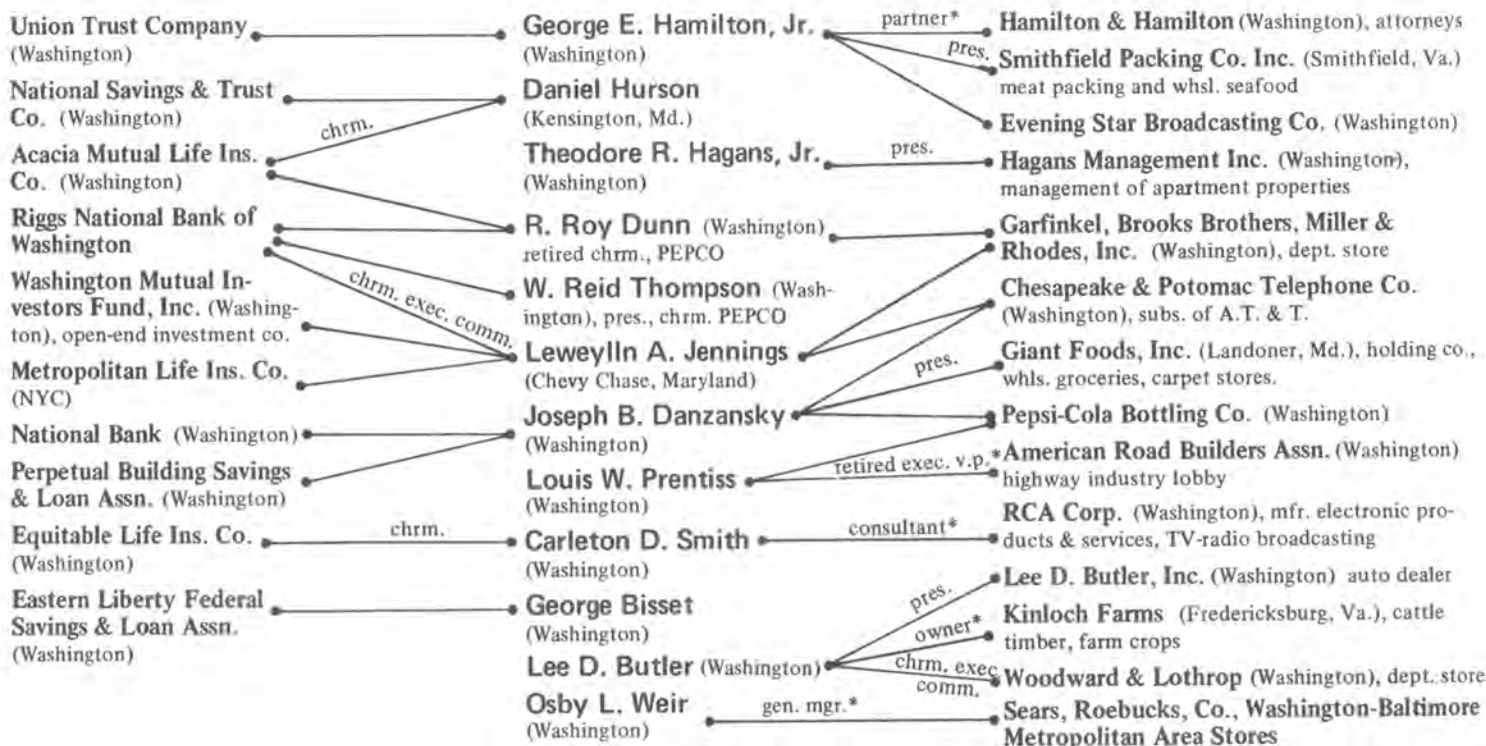 Union Trust Company
(Washington)
National Savings & Trust
Co. (Washington)
Acacia Mutual Life Ins.
Co. (Washington)
Riggs National Bank of
Washington
Washington Mutual In-
vestors Fund, Inc. (Washing-
ton), open-end investment co.
Metropolitan Life Ins. Co.
(NYC)
National Bank (Washington)
Perpetual Building Savings
& Loan Assn. (Washington)
Equitable Life Ins. Co.
(Washington)
Eastern Liberty Federal
Savings & Loan Assn.
(Washington)
chrm.
chrm. exec. comm.
chrm.
George E. Hamilton, Jr.
(Washington)
Daniel Hurson
(Kensington, Md.)
Theodore R. Hagans, Jr.
(Washington)
R. Roy Dunn (Washington)
retired chrm., PEPCO
W. Reid Thompson (Wash-
ington), pres., chrm. PEPCO
Leweylln A. Jennings
(Chevy Chase, Maryland)
Joseph B. Danzansky
(Washington)
Louis W. Prentiss
(Washington)
Carleton D. Smith
(Washington)
George Bisset
(Washington)
Lee D. Butler (Washington)
Osby L. Weir
(Washington)
partner*
pres.
pres.
pres.
retired exec. v.p.*
consultant*
pres.
owner*
chrm. exec
comm.
gen. mgr.*
Hamilton & Hamilton (Washington), attorneys
Smithfield Packing Co. Inc. (Smithfield, Va.)
meat packing and whsl. seafood
Evening Star Broadcasting Co. (Washington)
Hagans Management Inc. (Washington),
management of apartment properties
Garfinkel, Brooks Brothers, Miller &
Rhodes, Inc. (Washington), dept. store
Chesapeake & Potomac Telephone Co.
(Washington), subs. of A.T. & T.
Giant Foods, Inc. (Landoner, Md.), holding co.,
whls. groceries, carpet stores.
Pepsi-Cola Bottling Co. (Washington)
American Road Builders Assn. (Washington)
highway industry lobby
RCA Corp. (Washington), mfr. electronic pro-
ducts & services, TV-radio broadcasting
Lee D. Butler, Inc. (Washington) auto dealer
Kinloch Farms (Fredericksburg, Va.), cattle
timber, farm crops
Woodward & Lothrop (Washington), dept. store
Sears, Roebucks, Co., Washington-Baltimore
Metropolitan Area Stores